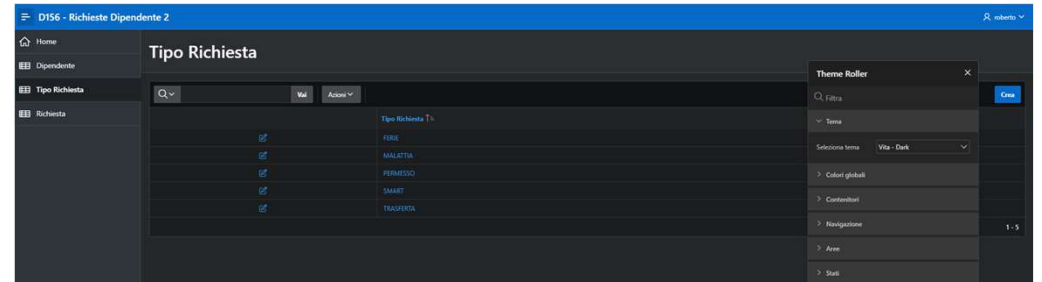 D156 - Richieste Dipendente 2
roberto
Home
Dipendente
Tipo Richiesta
Richiesta
Tipo Richiesta
Vai
Azioni
Crea
Tipo Richiesta
FERIE
MALATTIA
PERMESSO
SMART
TRASFERTA
1 - 5
Theme Roller
Filtra
Tema
Seleziona tema
Vita - Dark
Colori globali
Contenitori
Navigazione
Aree
Stati